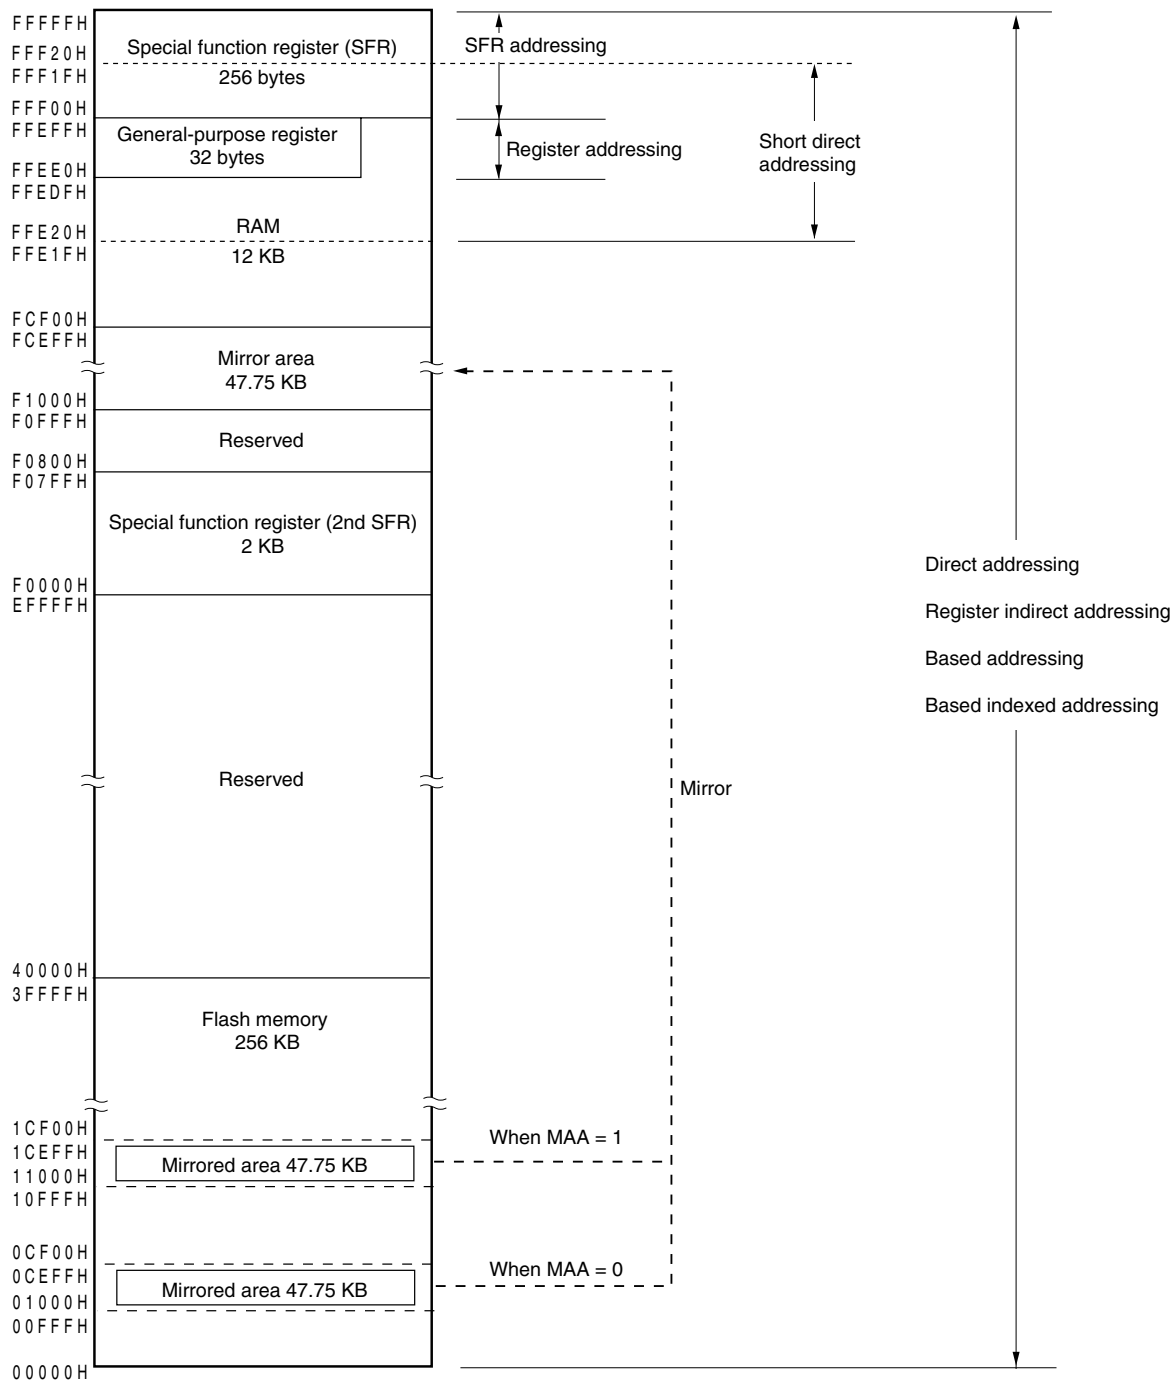 FFFFFH
FFF20H
FFF1FH
FFF00H
FFEFFH
FFEE0H
FFEDFH
FFE20H
FFE1FH
FCF00H
FCEFFH
F1000H
F0FFFH
F0800H
F07FFH
F0000H
EFFFFH
40000H
3FFFFH
1CF00H
1CEFFH
11000H
10FFFH
0CF00H
0CEFFH
01000H
00FFFH
00000H
Special function register (SFR)
256 bytes
General-purpose register
32 bytes
RAM
12 KB
Mirror area
47.75 KB
Reserved
Special function register (2nd SFR)
2 KB
Reserved
Flash memory
256 KB
Mirrored area 47.75 KB
Mirrored area 47.75 KB
SFR addressing
Register addressing
Short direct
addressing
Mirror
When MAA = 1
When MAA = 0
Direct addressing
Register indirect addressing
Based addressing
Based indexed addressing